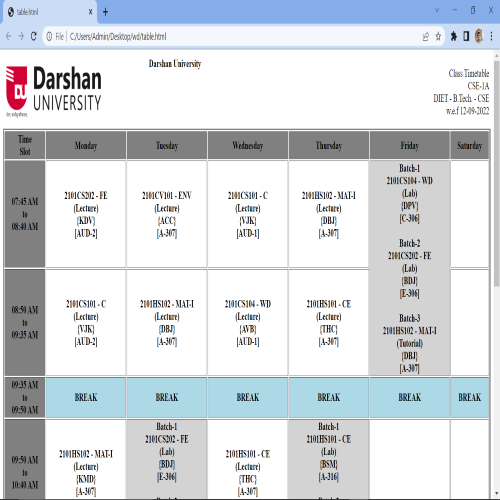 table.html
File | C:/Users/Admin/Desktop/wd/table.html
Darshan University
Darshan
UNIVERSITY
Class Timetable
CSE-1A
DIET - B.Tech. - CSE
w.e.f 12-09-2022
Time Slot Monday Tuesday Wednesday Thursday Friday Saturday
07:45 AM
to
08:40 AM
2101CS202 - FE
(Lecture)
{KDV}
[AUD-2]
2101CV101 - ENV
(Lecture)
{ACC}
[A-307]
2101CS101 - C
(Lecture)
{VJK}
[AUD-1]
2101HS102 - MAT-I
(Lecture)
{DBJ}
[A-307]
Batch-1
2101CS104 - WD
(Lab)
{DPV}
[C-306]
Batch-2
2101CS202 - FE
(Lab)
{BDJ}
[E-306]
Batch-3
2101HS102 - MAT-I
(Tutorial)
{DBJ}
[A-307]
08:50 AM
to
09:35 AM
2101CS101 - C
(Lecture)
{VJK}
[AUD-2]
2101HS102 - MAT-I
(Lecture)
{DBJ}
[A-307]
2101CS104 - WD
(Lecture)
{AVB}
[AUD-1]
2101HS101 - CE
(Lecture)
{THC}
[A-307]
09:35 AM
to
09:50 AM
BREAK BREAK BREAK BREAK BREAK BREAK
09:50 AM
to
10:40 AM
2101HS102 - MAT-I
(Lecture)
{KMD}
[A-307]
Batch-1
2101CS202 - FE
(Lab)
{BDJ}
[E-306]
2101HS101 - CE
(Lecture)
{THC}
[A-307]
Batch-1
2101HS101 - CE
(Lab)
{BSM}
[A-316]